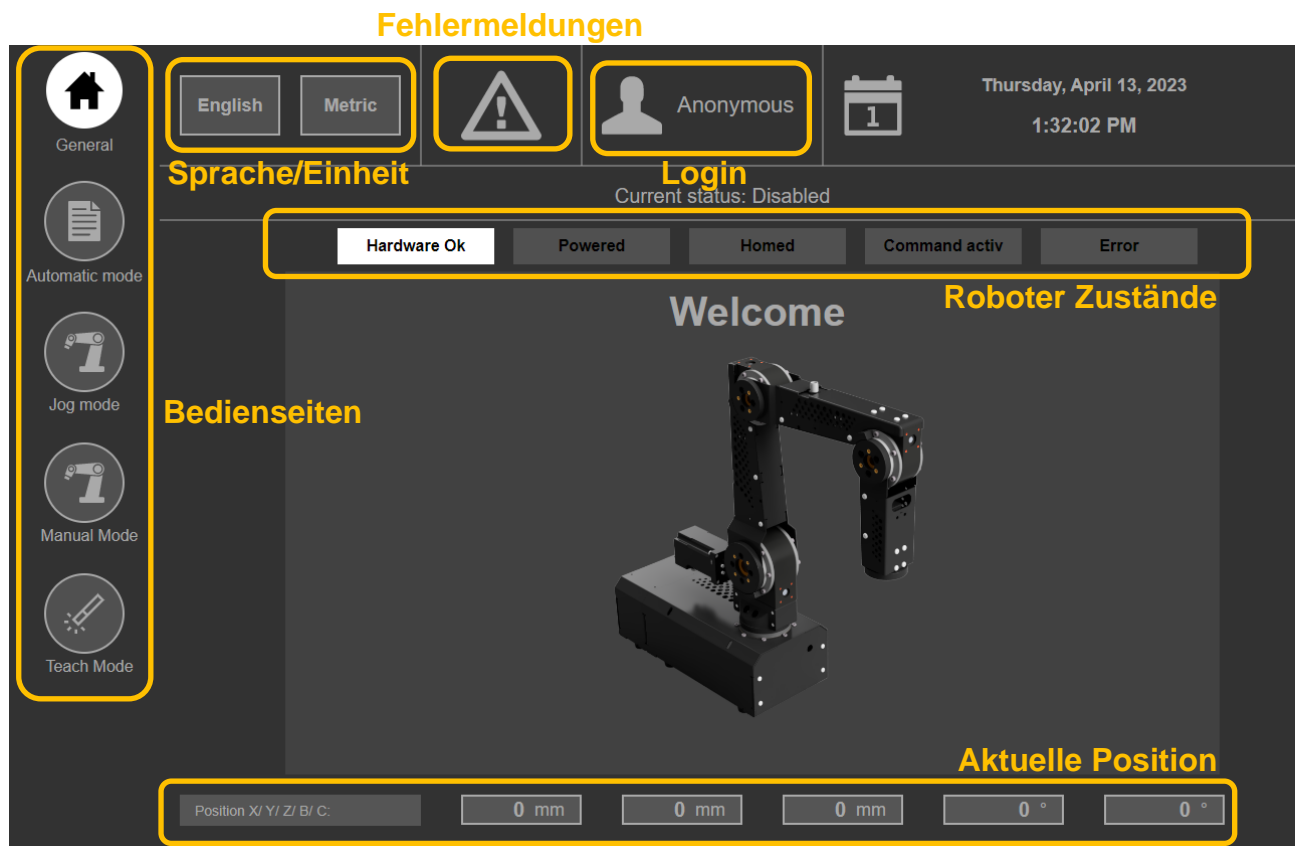 Fehlermeldungen
General
English
Metric
Anonymous
1
Thursday, April 13, 2023
1:32:02 PM
Sprache/Einheit
Login
Current status: Disabled
Hardware Ok
Powered
Homed
Command activ
Error
Automatic mode
Roboter Zustände
Welcome
Jog mode
Bedienseiten
Manual Mode
Teach Mode
Aktuelle Position
Position X/ Y/ Z/ B/ C:
0 mm
0 mm
0 mm
0 °
0 °